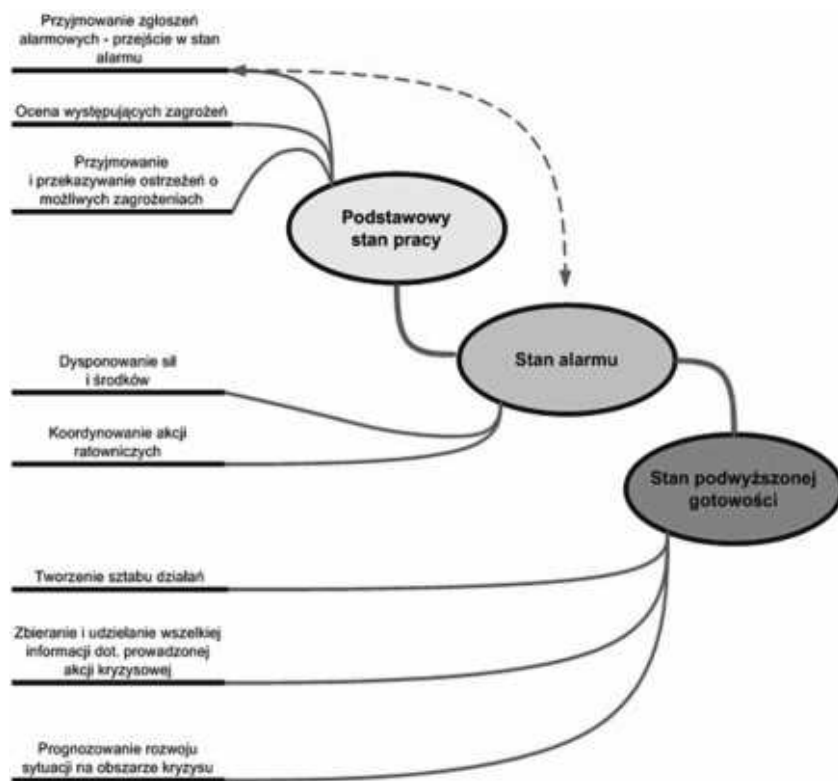 Przyjmowanie zgłoszeń
alarmowych - przejście w stan
alarmu
Ocena występujących zagrożeń
Przyjmowanie
i przekazywanie ostrzeżeń o
możliwych zagrożeniach
Podstawowy
stan pracy
Stan alarmu
Dysponowanie sił
i środków
Koordynowanie akcji
ratowniczych
Stan podwyższonej
gotowości
Tworzenie sztabu działań
Zbieranie i udzielanie wszelkiej
informacji dot. prowadzonej
akcji kryzysowej
Prognozowanie rozwoju
sytuacji na obszarze kryzysu